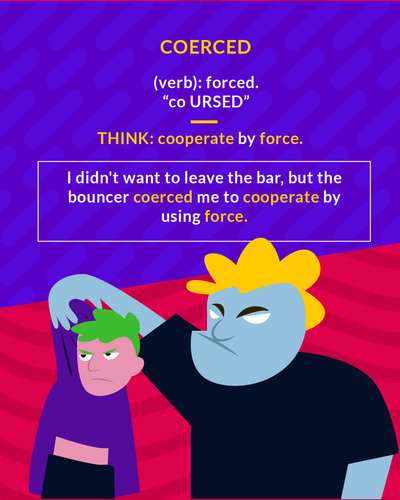 COERCED
(verb): forced.
“co URSED”
THINK: cooperate by force.
I didn't want to leave the bar, but the
bouncer coerced me to cooperate by
using force.